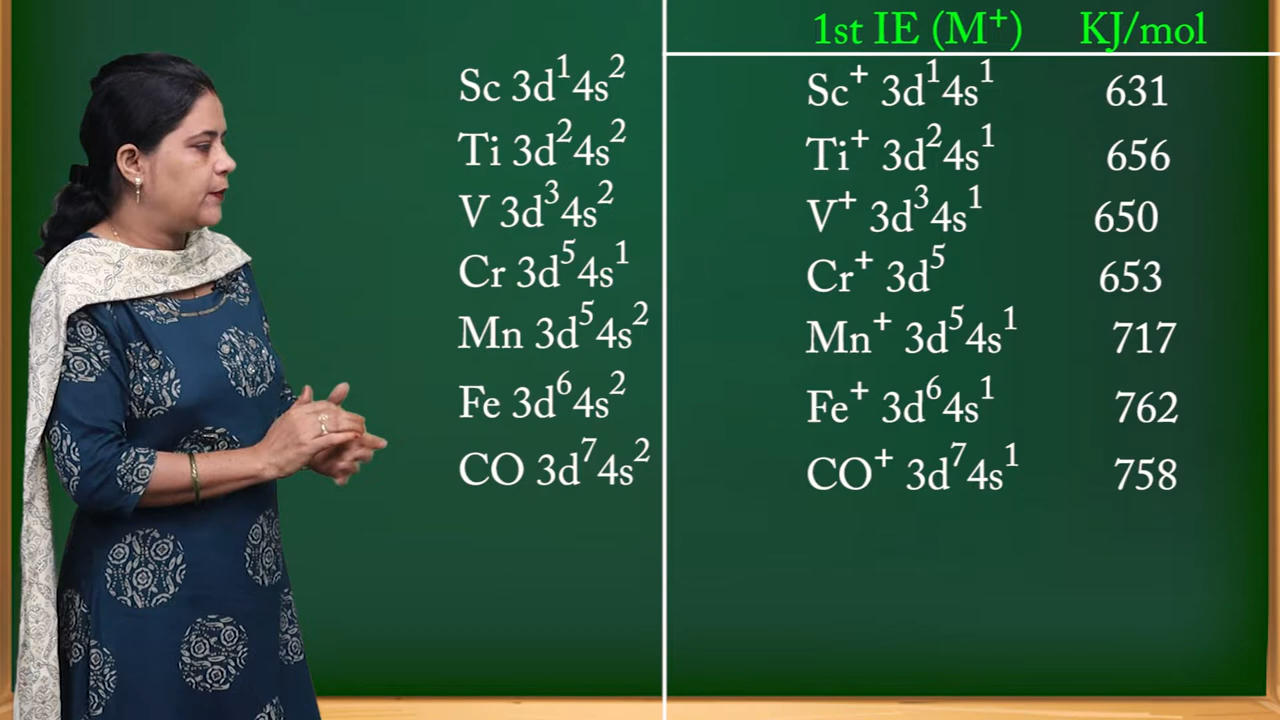 1st IE (M⁺) KJ/mol
Sc 3d¹4s² Sc⁺ 3d¹4s¹ 631
Ti 3d²4s² Ti⁺ 3d²4s¹ 656
V 3d³4s² V⁺ 3d³4s¹ 650
Cr 3d⁵4s¹ Cr⁺ 3d⁵ 653
Mn 3d⁵4s² Mn⁺ 3d⁵4s¹ 717
Fe 3d⁶4s² Fe⁺ 3d⁶4s¹ 762
CO 3d⁷4s² CO⁺ 3d⁷4s¹ 758